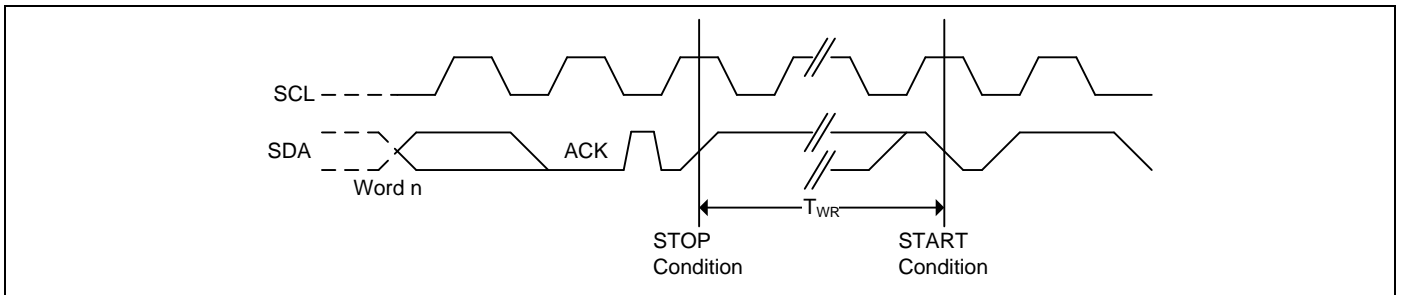 SCL
SDA
ACK
Word n
TWR
STOP
Condition
START
Condition